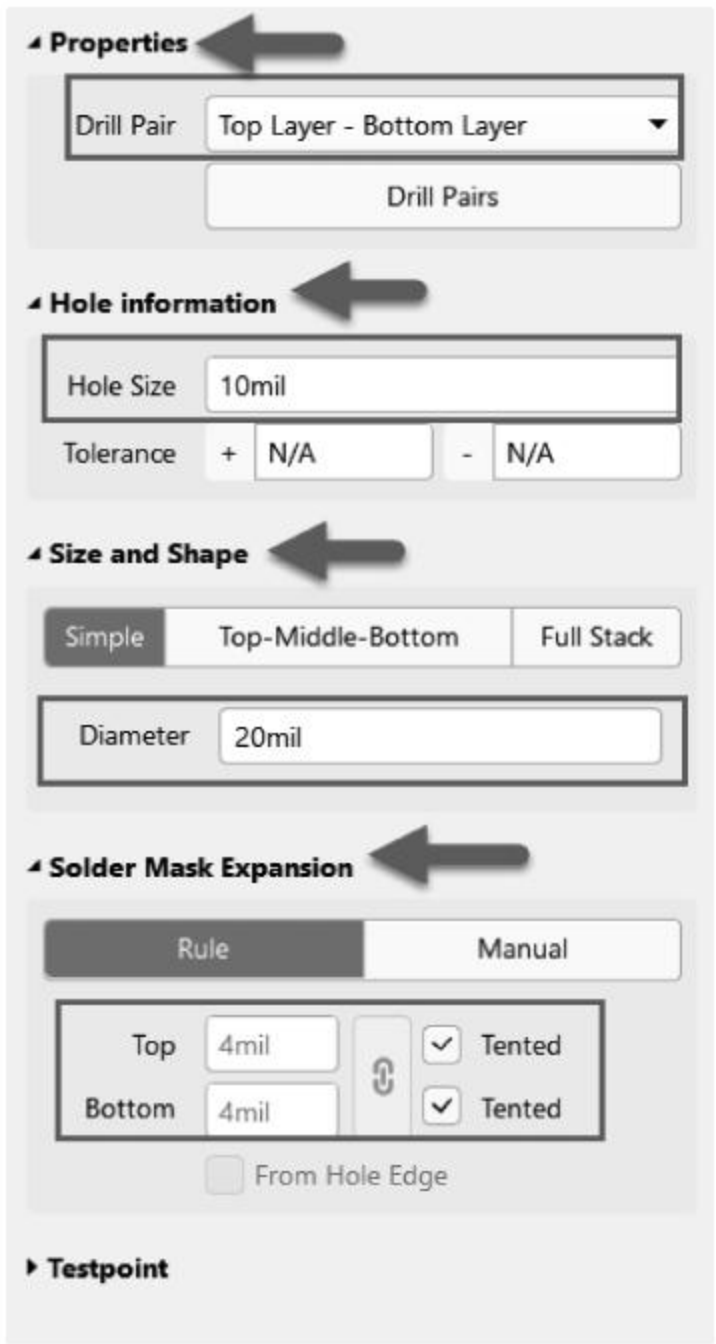 Properties
Drill Pair Top Layer - Bottom Layer
Drill Pairs
Hole information
Hole Size 10mil
Tolerance + N/A - N/A
Size and Shape
Simple Top-Middle-Bottom Full Stack
Diameter 20mil
Solder Mask Expansion
Rule Manual
Top 4mil Tented
Bottom 4mil Tented
From Hole Edge
Testpoint